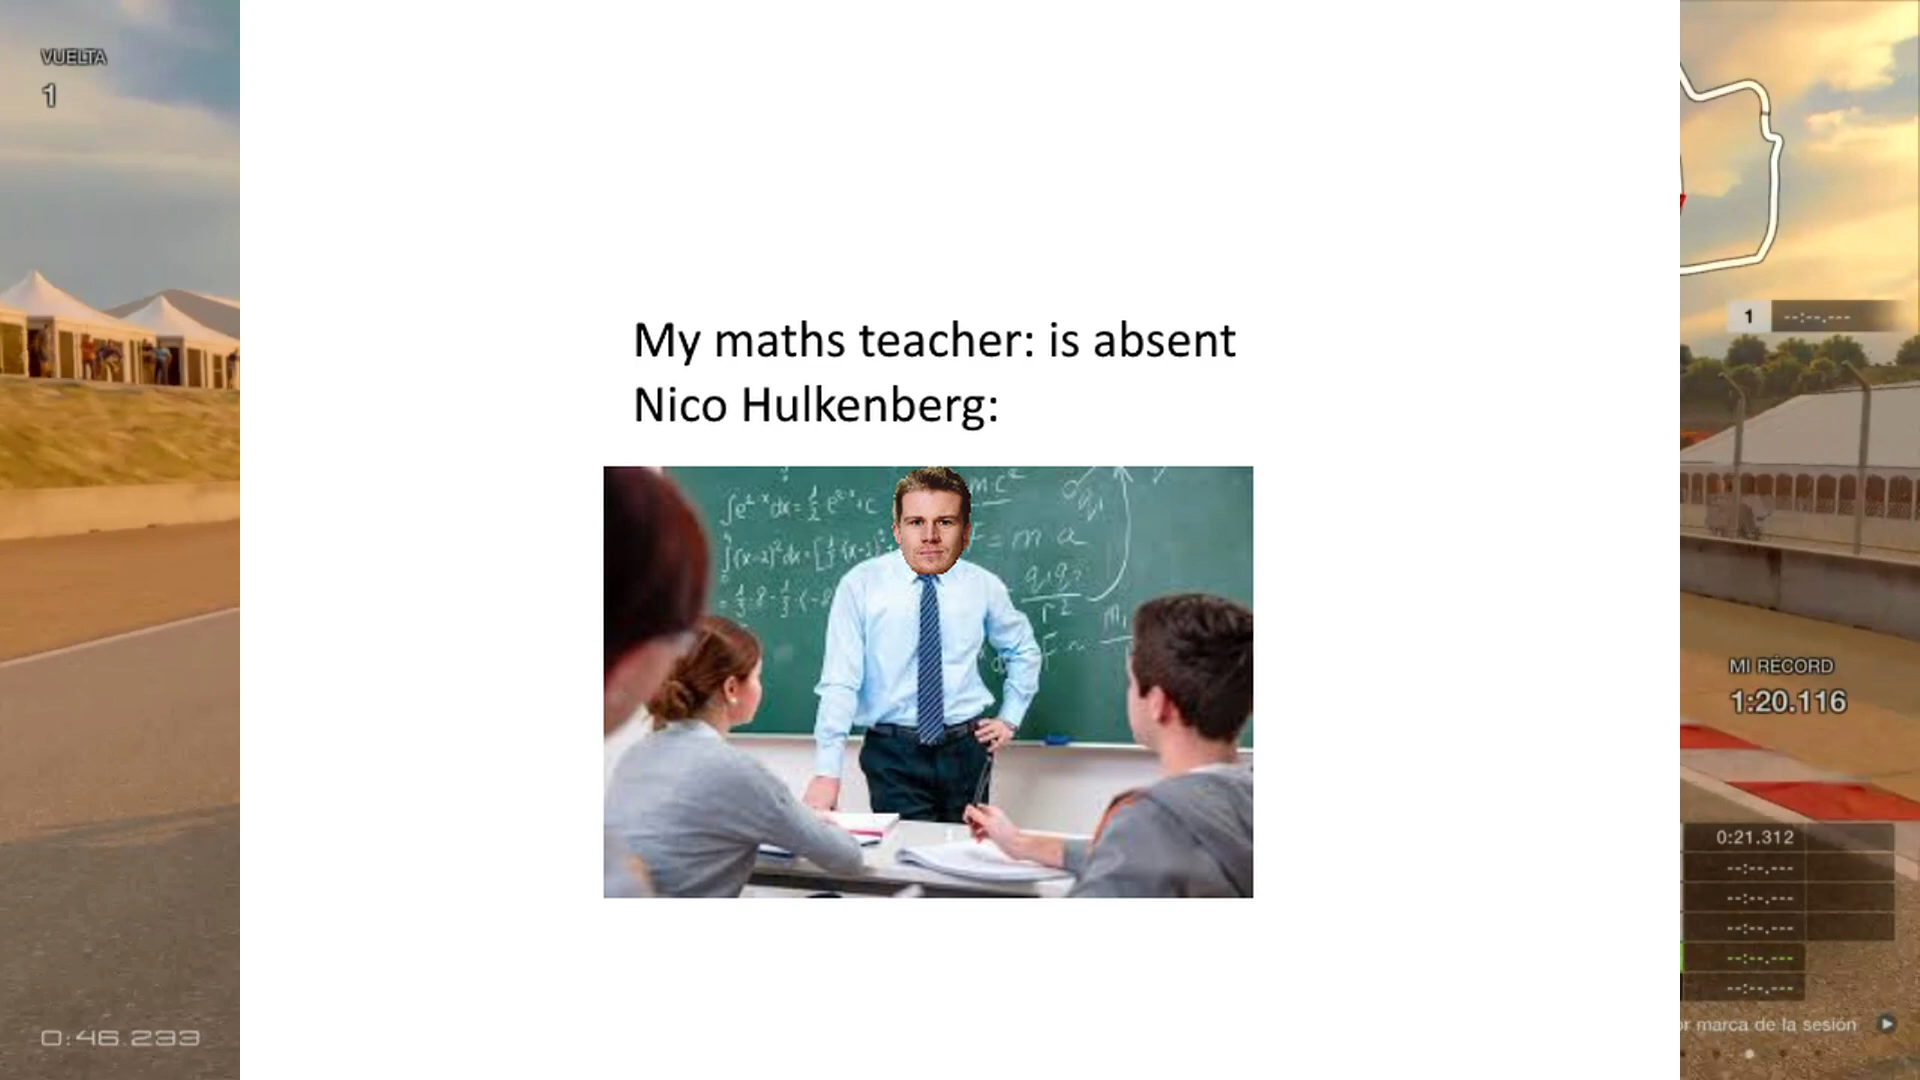 VUELTA
1
My maths teacher: is absent
Nico Hulkenberg:
1 --:--.---
MI RÉCORD
1:20.116
0:21.312
--:--.---
--:--.---
--:--.---
--:--.---
--:--.---
marca de la sesión
0:46.233
F = m a